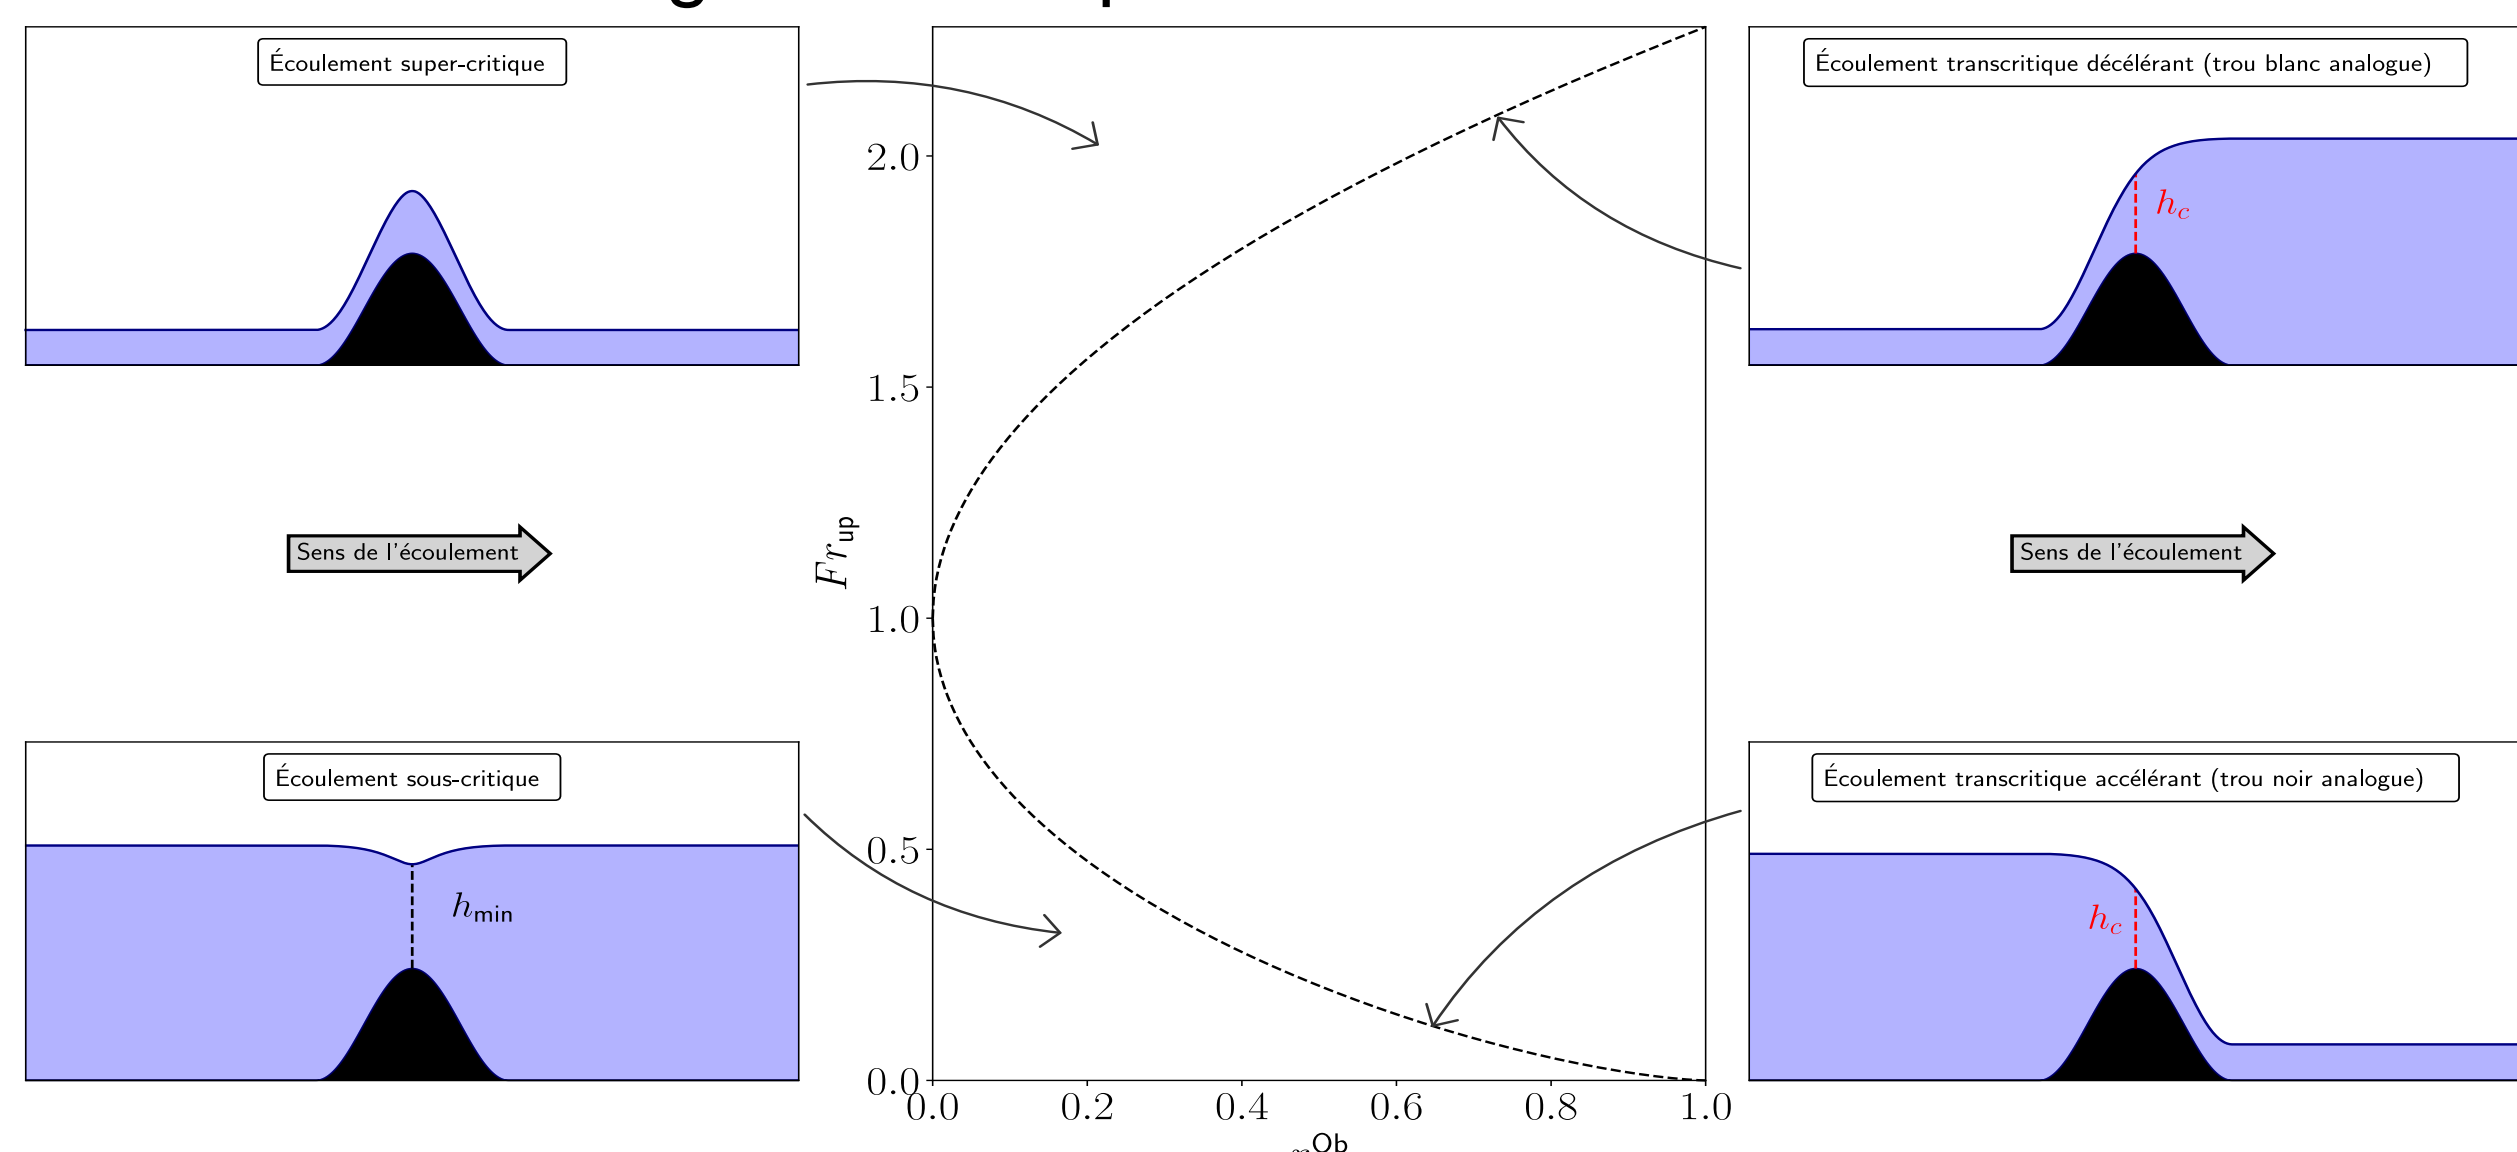 Écoulement super-critique
Écoulement transcritique décélérant (trou blanc analogue)
h_c
2.0
1.5
Sens de l'écoulement
Fr_up
1.0
Sens de l'écoulement
Écoulement sous-critique
Écoulement transcritique accélérant (trou noir analogue)
0.5
h_min
h_c
0.0
0.0 0.2 0.4 0.6 0.8 1.0
Ob